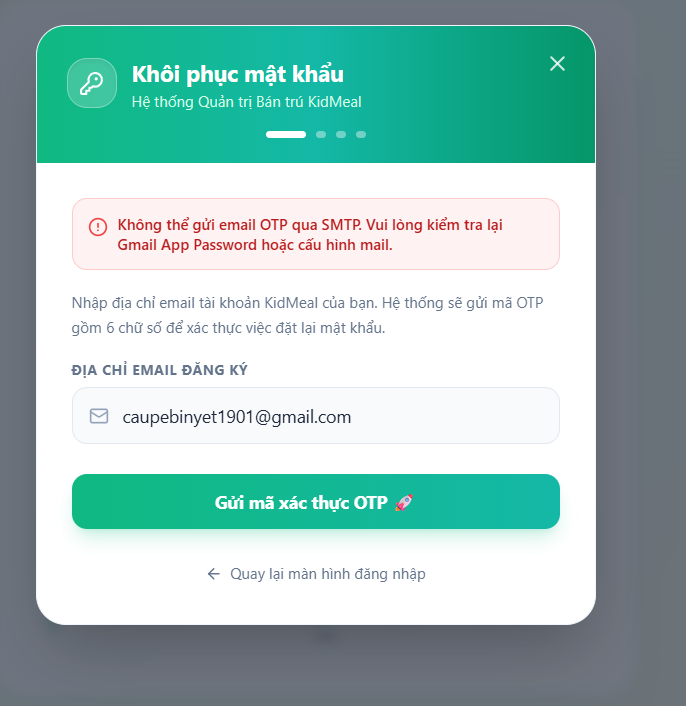 Khôi phục mật khẩu
Hệ thống Quản trị Bán trú KidMeal
Không thể gửi email OTP qua SMTP. Vui lòng kiểm tra lại
Gmail App Password hoặc cấu hình mail.
Nhập địa chỉ email tài khoản KidMeal của bạn. Hệ thống sẽ gửi mã OTP
gồm 6 chữ số để xác thực việc đặt lại mật khẩu.
ĐỊA CHỈ EMAIL ĐĂNG KÝ
caupebinyet1901@gmail.com
Gửi mã xác thực OTP 🚀
← Quay lại màn hình đăng nhập